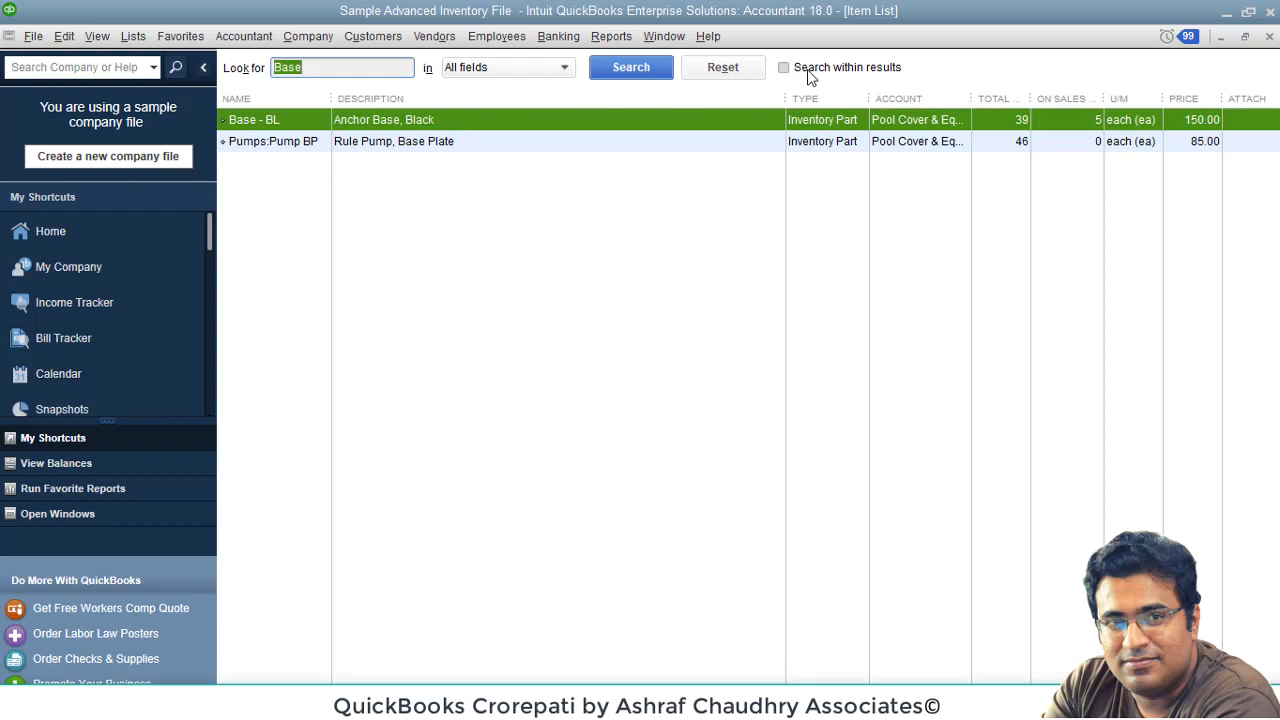 qb
Sample Advanced Inventory File - Intuit QuickBooks Enterprise Solutions: Accountant 18.0 - [Item List]
File Edit View Lists Favorites Accountant Company Customers Vendors Employees Banking Reports Window Help 99
Search Company or Help
Look for Base in All fields Search Reset Search within results
You are using a sample
company file
Create a new company file
My Shortcuts
Home
My Company
Income Tracker
Bill Tracker
Calendar
Snapshots
My Shortcuts
View Balances
Run Favorite Reports
Open Windows
Do More With QuickBooks
Get Free Workers Comp Quote
Order Labor Law Posters
Order Checks & Supplies
Promote Your Business
NAME DESCRIPTION TYPE ACCOUNT TOTAL ... ON SALES ... U/M PRICE ATTACH
Base - BL Anchor Base, Black Inventory Part Pool Cover & Eq... 39 5 each (ea) 150.00
Pumps:Pump BP Rule Pump, Base Plate Inventory Part Pool Cover & Eq... 46 0 each (ea) 85.00
QuickBooks Crorepati by Ashraf Chaudhry Associates©